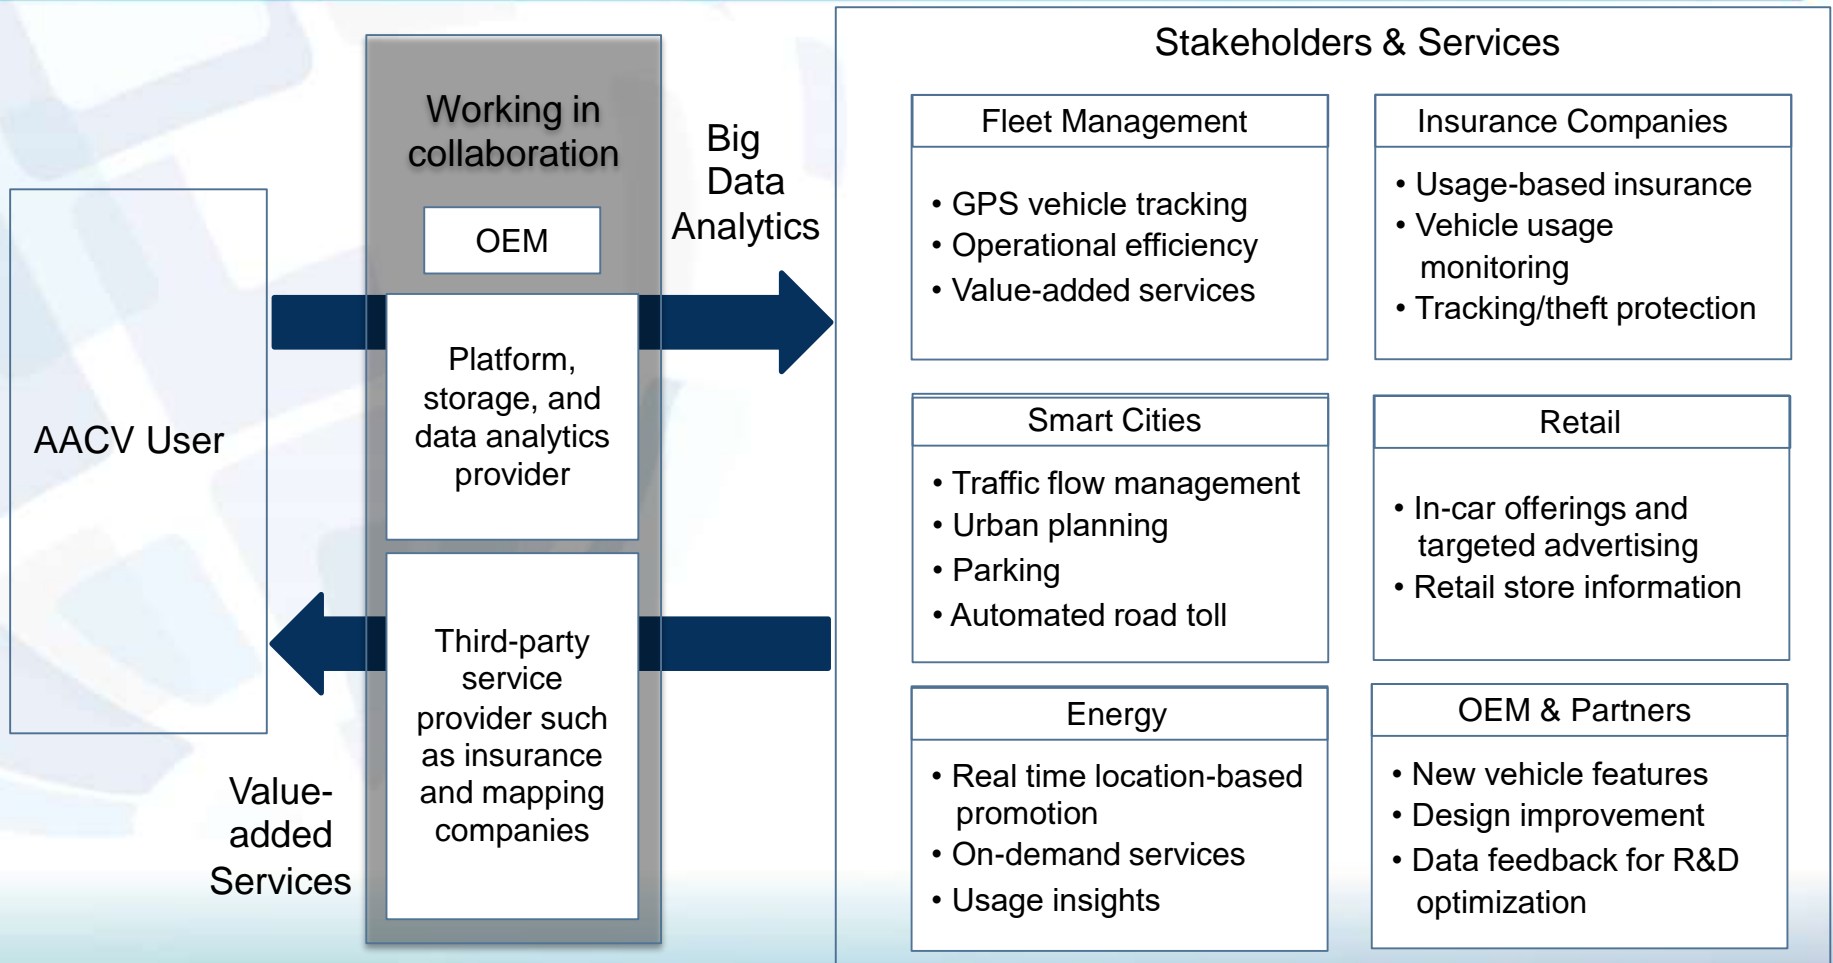 Stakeholders & Services
AACV User
Working in
collaboration
OEM
Platform,
storage, and
data analytics
provider
Third-party
service
provider such
as insurance
and mapping
companies
Big
Data
Analytics
Value-
added
Services
Fleet Management
• GPS vehicle tracking
• Operational efficiency
• Value-added services
Insurance Companies
• Usage-based insurance
• Vehicle usage
monitoring
• Tracking/theft protection
Smart Cities
• Traffic flow management
• Urban planning
• Parking
• Automated road toll
Retail
• In-car offerings and
targeted advertising
• Retail store information
Energy
• Real time location-based
promotion
• On-demand services
• Usage insights
OEM & Partners
• New vehicle features
• Design improvement
• Data feedback for R&D
optimization